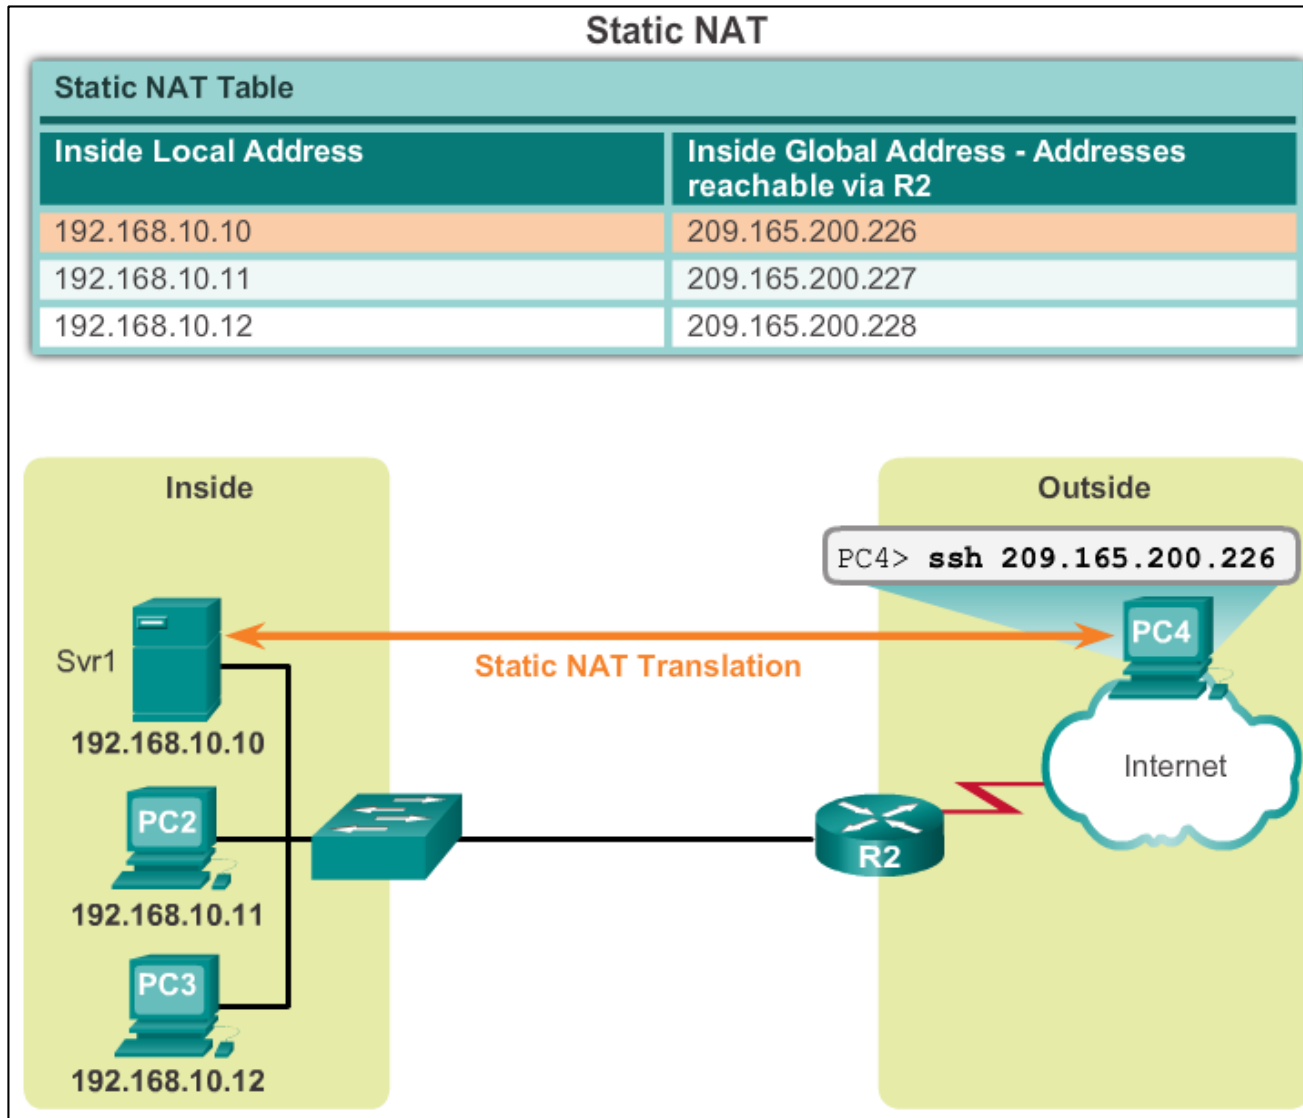 Static NAT
Static NAT Table
Inside Local Address
Inside Global Address - Addresses
reachable via R2
192.168.10.10
209.165.200.226
192.168.10.11
209.165.200.227
192.168.10.12
209.165.200.228
Inside
Outside
PC4> ssh 209.165.200.226
PC4
Svr1
Static NAT Translation
192.168.10.10
Internet
PC2
R2
192.168.10.11
PC3
192.168.10.12